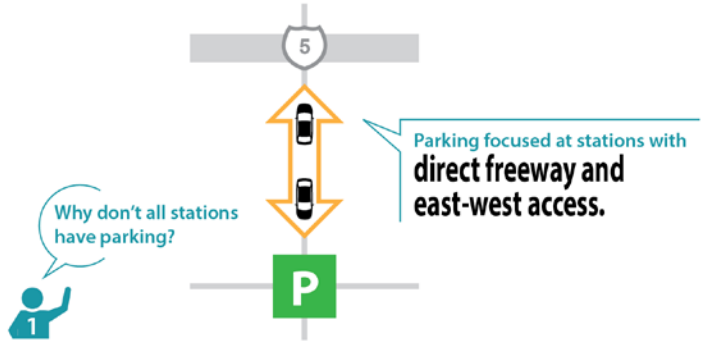 5
Parking focused at stations with
direct freeway and
east-west access.
Why don't all stations
have parking?
P
1